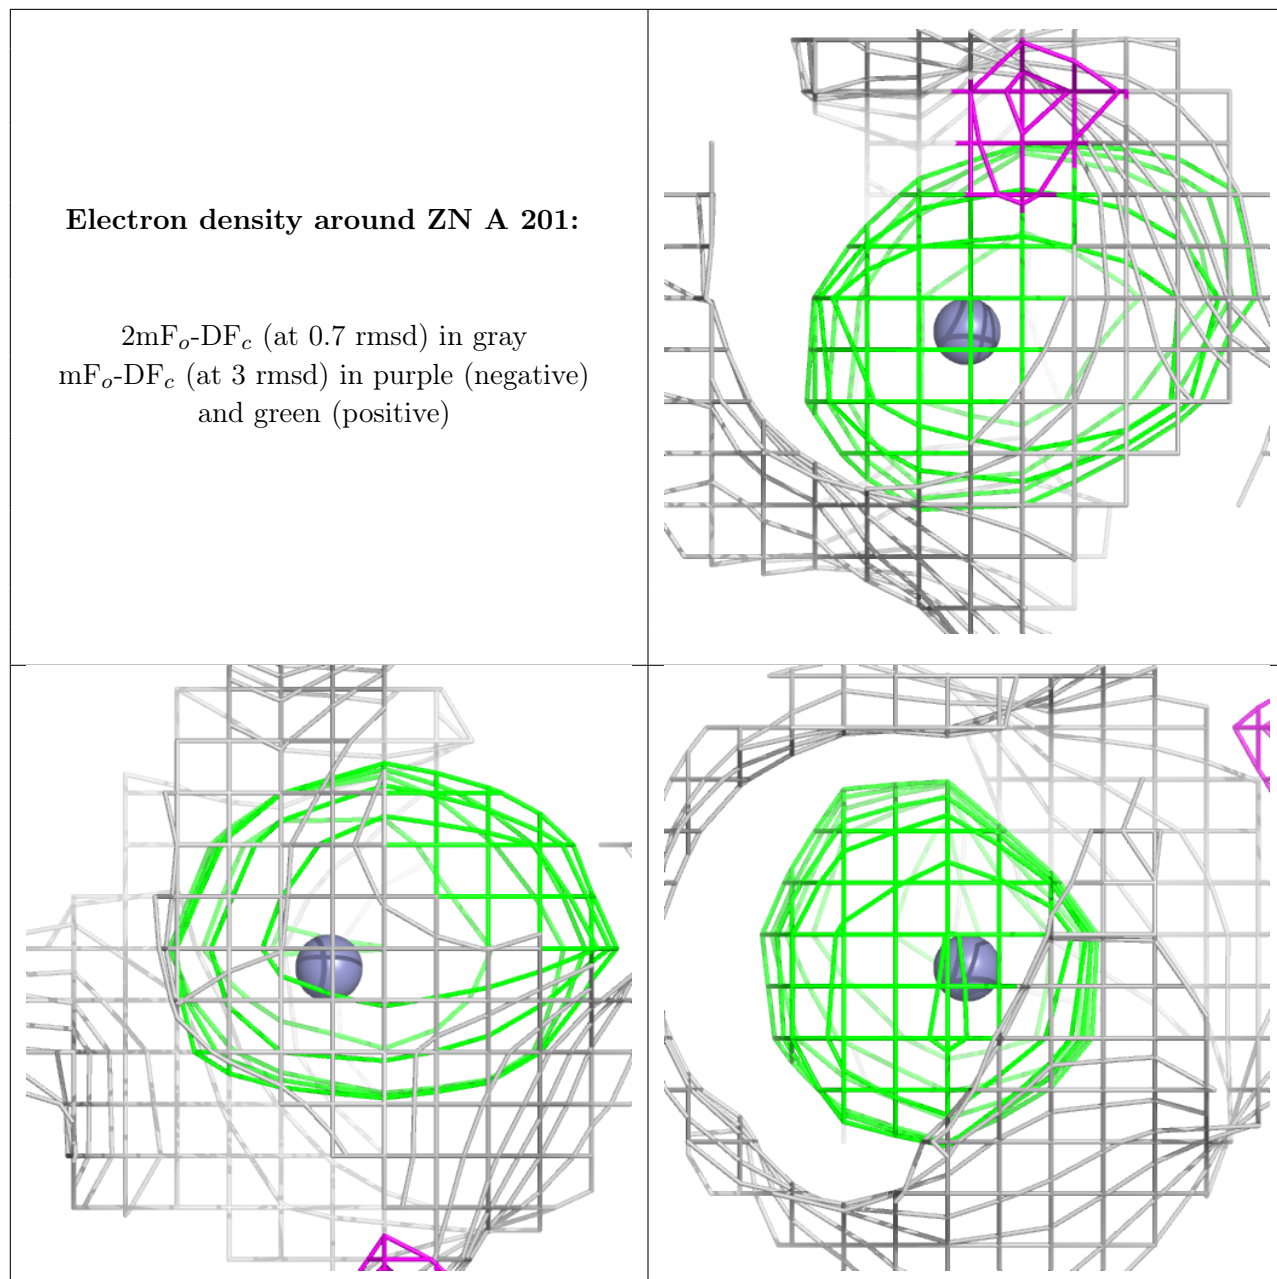 Electron density around ZN A 201:
2mFo-DFc (at 0.7 rmsd) in gray
mFo-DFc (at 3 rmsd) in purple (negative)
and green (positive)